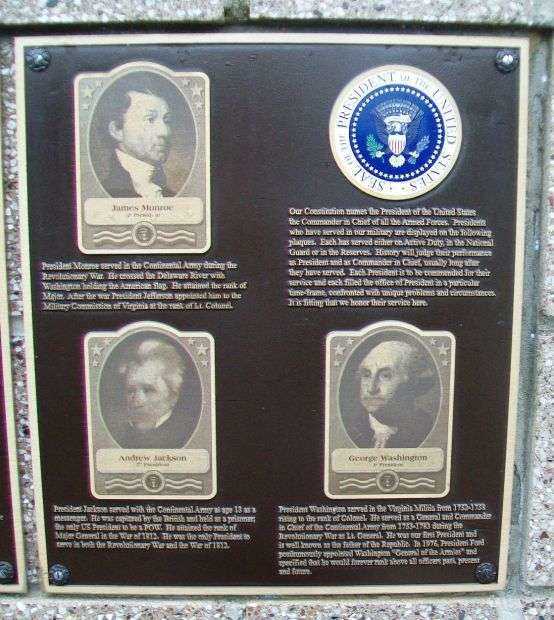 James Monroe
5th President
SEAL OF THE PRESIDENT OF THE UNITED STATES
President Monroe served in the Continental Army during the
Revolutionary War. He crossed the Delaware River with
Washington holding the American flag. He attained the rank of
Major. After the war President Jefferson appointed him to the
Military Commission of Virginia at the rank of Lt. Colonel.
Our Constitution names the President of the United States
the Commander in Chief of all the Armed Forces. Presidents
who have served in our military are displayed on the following
plaques. Each has served either on Active Duty, in the National
Guard or in the Reserves. History will judge their performance
as President and as Commander in Chief, usually long after
they have served. Each President is to be commended for their
service and each filled the office of President in a particular
time-frame, confronted with unique problems and circumstances.
It is fitting that we honor their service here.
Andrew Jackson
7th President
President Jackson served with the Continental Army at age 13 as a
messenger. He was captured by the British and held as a prisoner;
the only US President to be a POW. He attained the rank of
Major General in the War of 1812. He was the only President to
serve in both the Revolutionary War and the War of 1812.
George Washington
1st President
President Washington served in the Virginia Militia from 1752-1758
rising to the rank of Colonel. He served as a General and Commander
in Chief of the Continental Army from 1775-1783 during the
Revolutionary War as Lt. General. He was our first President and
is well known as the father of the Republic. In 1976, President Ford
posthumously appointed Washington "General of the Armies" and
specified that he would forever rank above all officers past, present
and future.